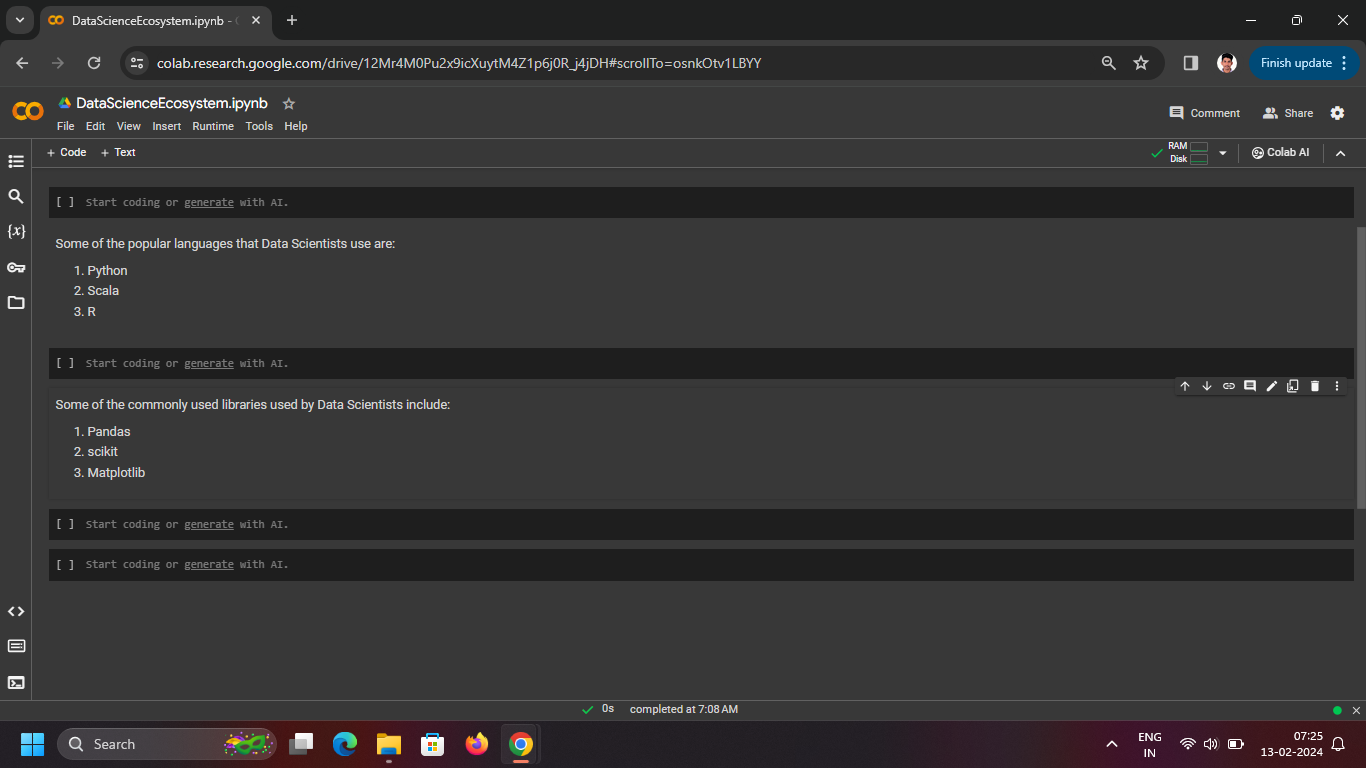 DataScienceEcosystem.ipynb -
colab.research.google.com/drive/12Mr4M0Pu2x9icXuytM4Z1p6j0R_j4jDH#scrollTo=osnkOtv1LBYY
Finish update
DataScienceEcosystem.ipynb
Comment
Share
File Edit View Insert Runtime Tools Help
+ Code + Text
RAM
Disk
Colab AI
{x}
[ ] Start coding or generate with AI.
Some of the popular languages that Data Scientists use are:
1. Python
2. Scala
3. R
[ ] Start coding or generate with AI.
Some of the commonly used libraries used by Data Scientists include:
1. Pandas
2. scikit
3. Matplotlib
[ ] Start coding or generate with AI.
[ ] Start coding or generate with AI.
0s completed at 7:08 AM
Search
ENG
IN
07:25
13-02-2024